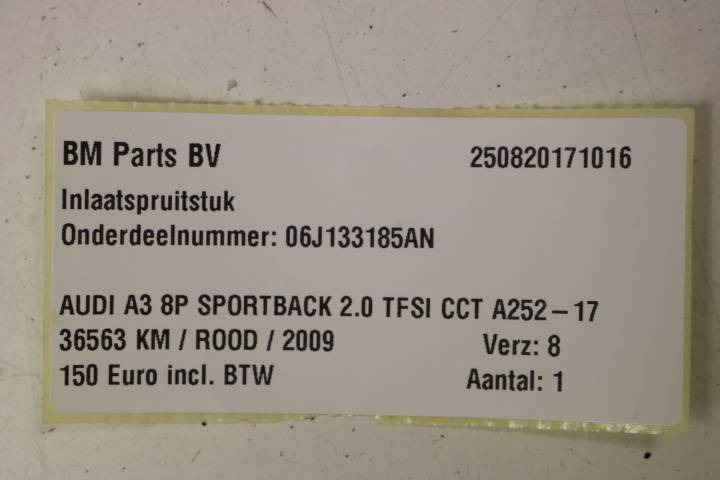 BM Parts BV 250820171016
Inlaatspruitstuk
Onderdeelnummer: 06J133185AN
AUDI A3 8P SPORTBACK 2.0 TFSI CCT A252-17
36563 KM / ROOD / 2009 Verz: 8
150 Euro incl. BTW Aantal: 1